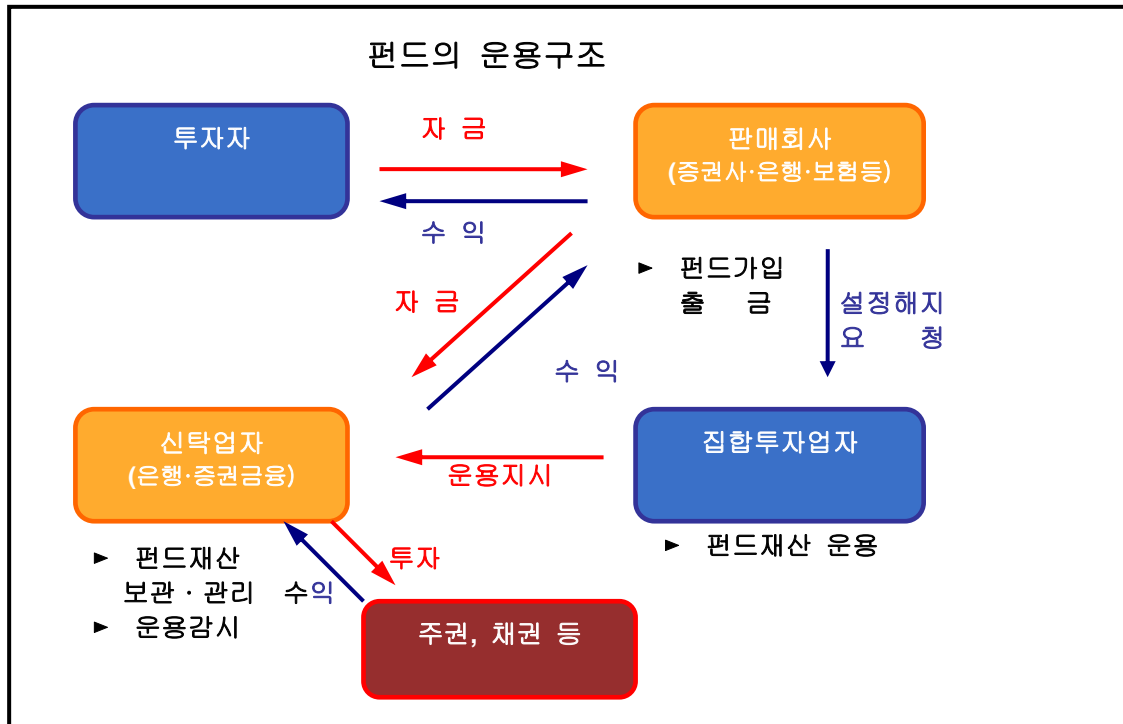 펀드의 운용구조
투자자
자 금
판매회사
(증권사·은행·보험등)
수 익
► 펀드가입
출 금
설정해지
요 청
자 금
수 익
신탁업자
(은행·증권금융)
집합투자업자
운용지시
► 펀드재산 운용
► 펀드재산
보관 · 관리
► 운용감시
투자
수익
주권, 채권 등